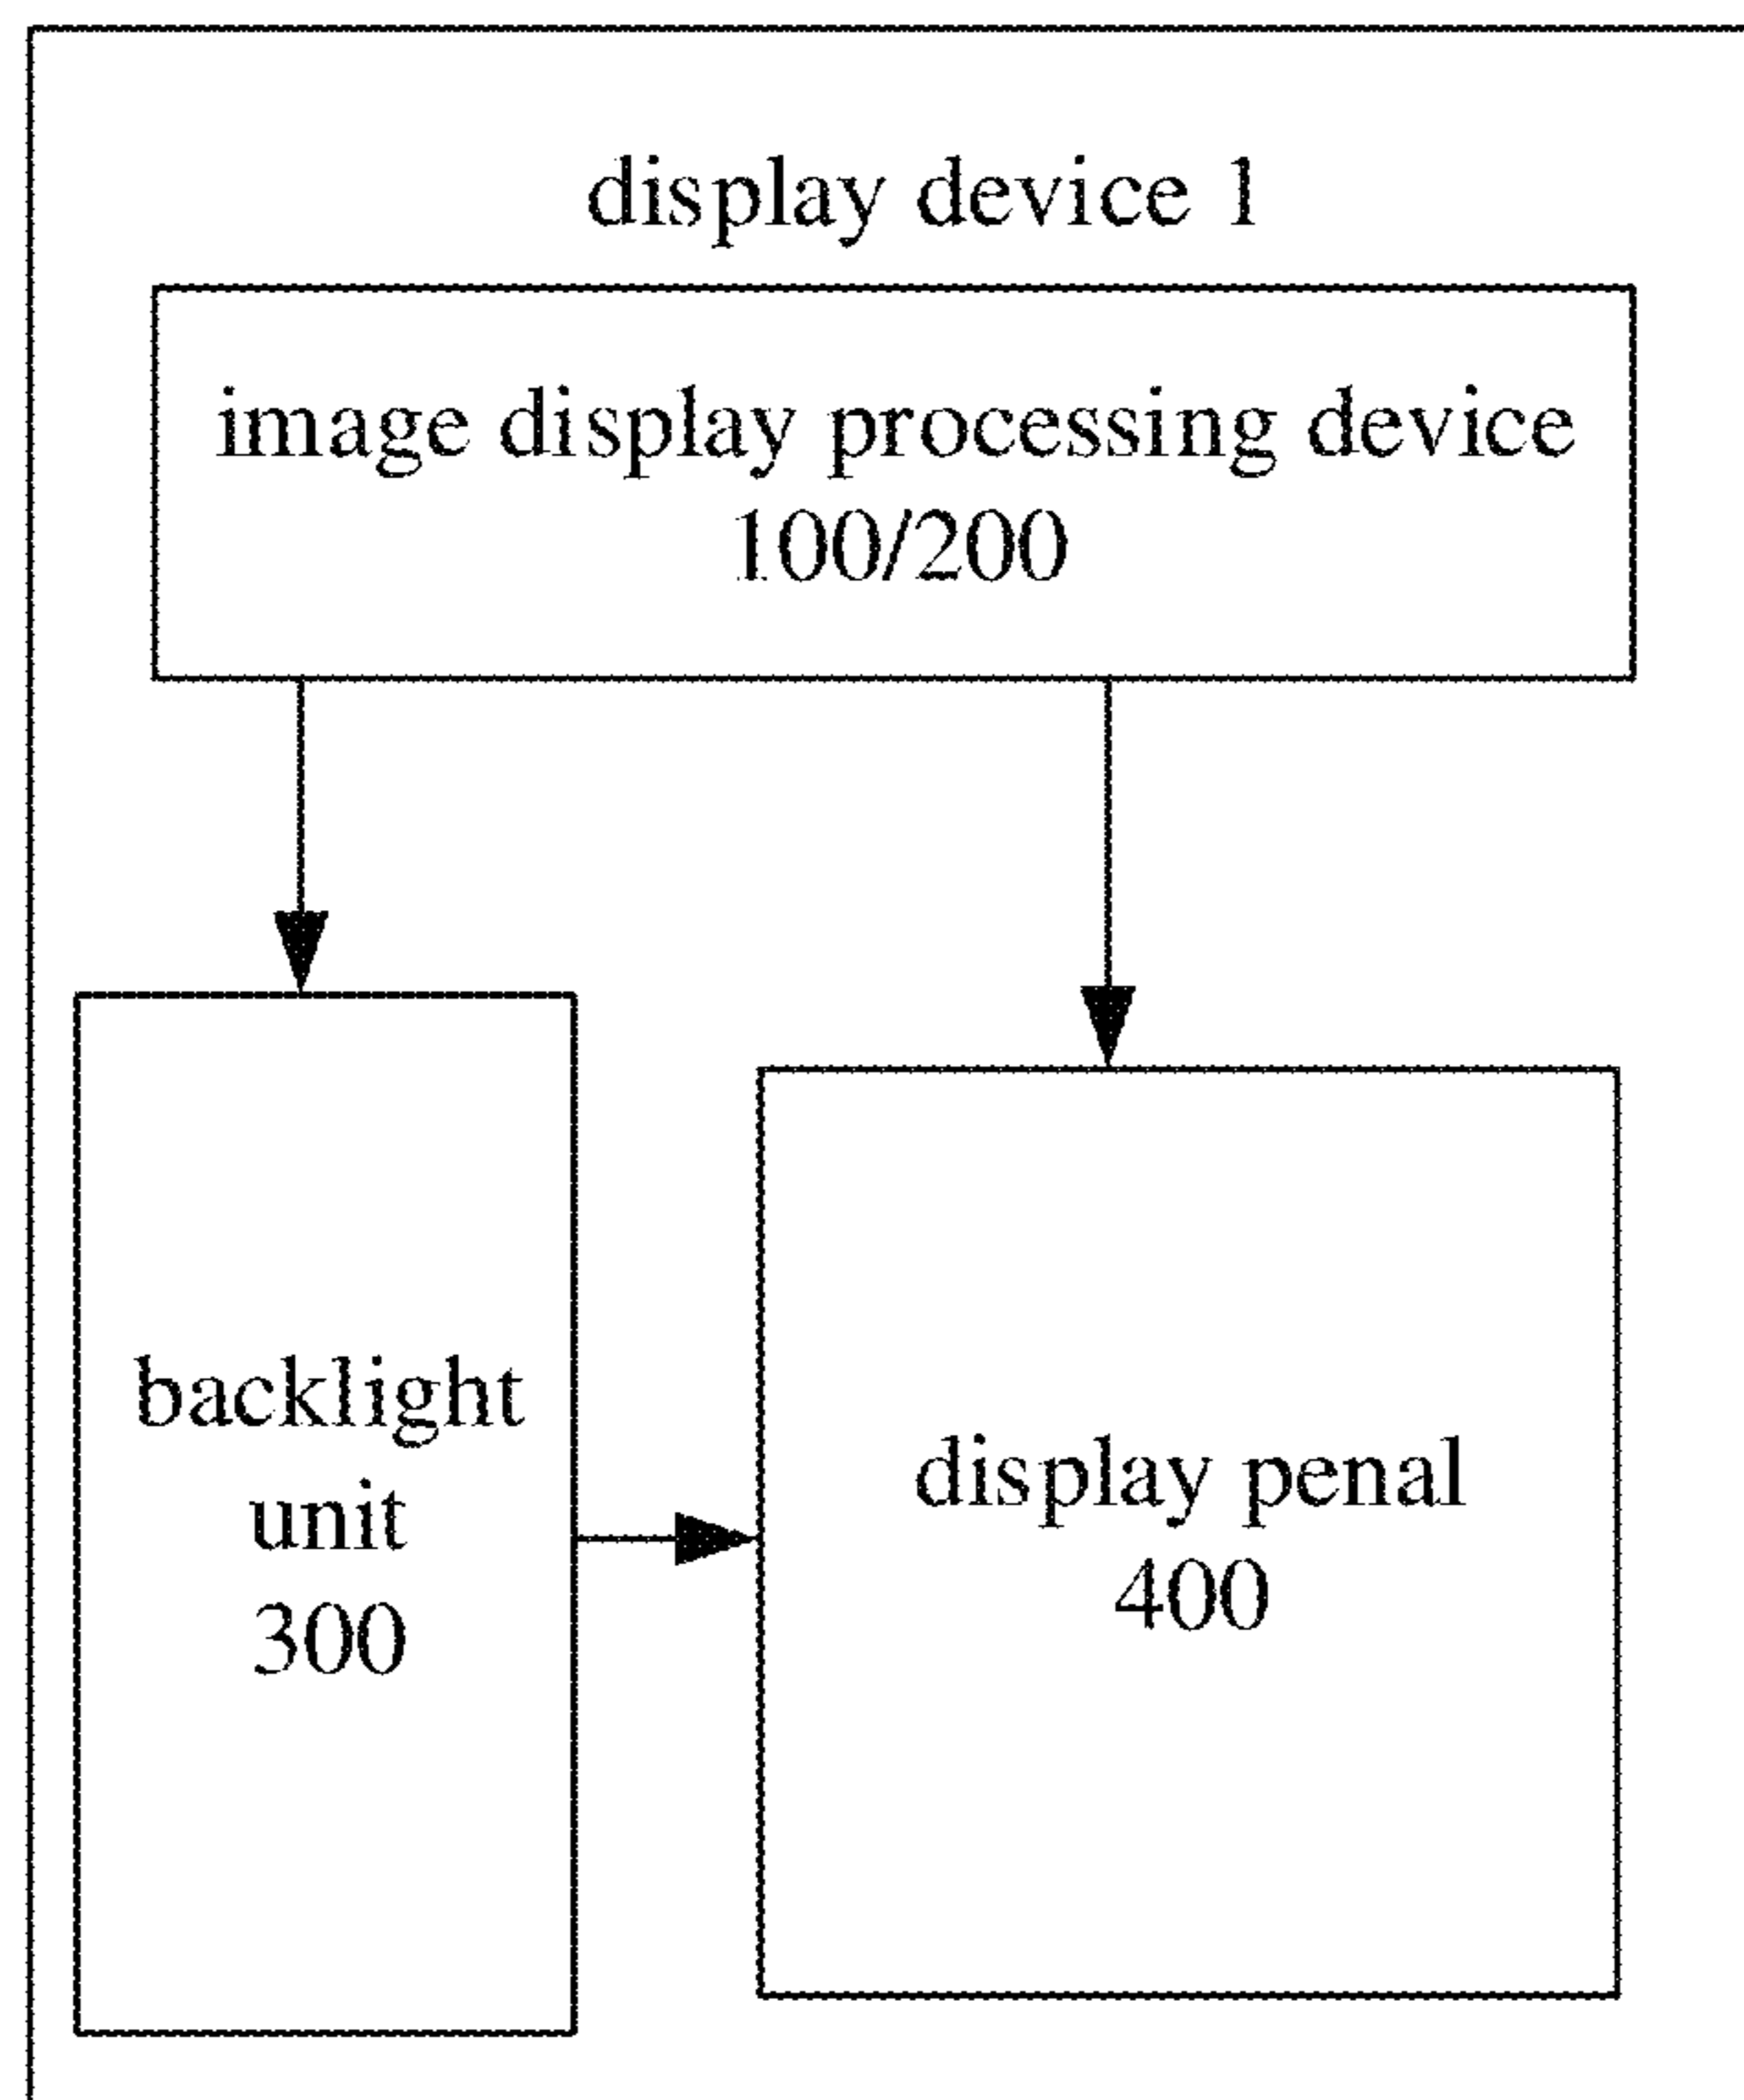 display device 1
image display processing device
100/200
backlight
unit
300
display penal
400